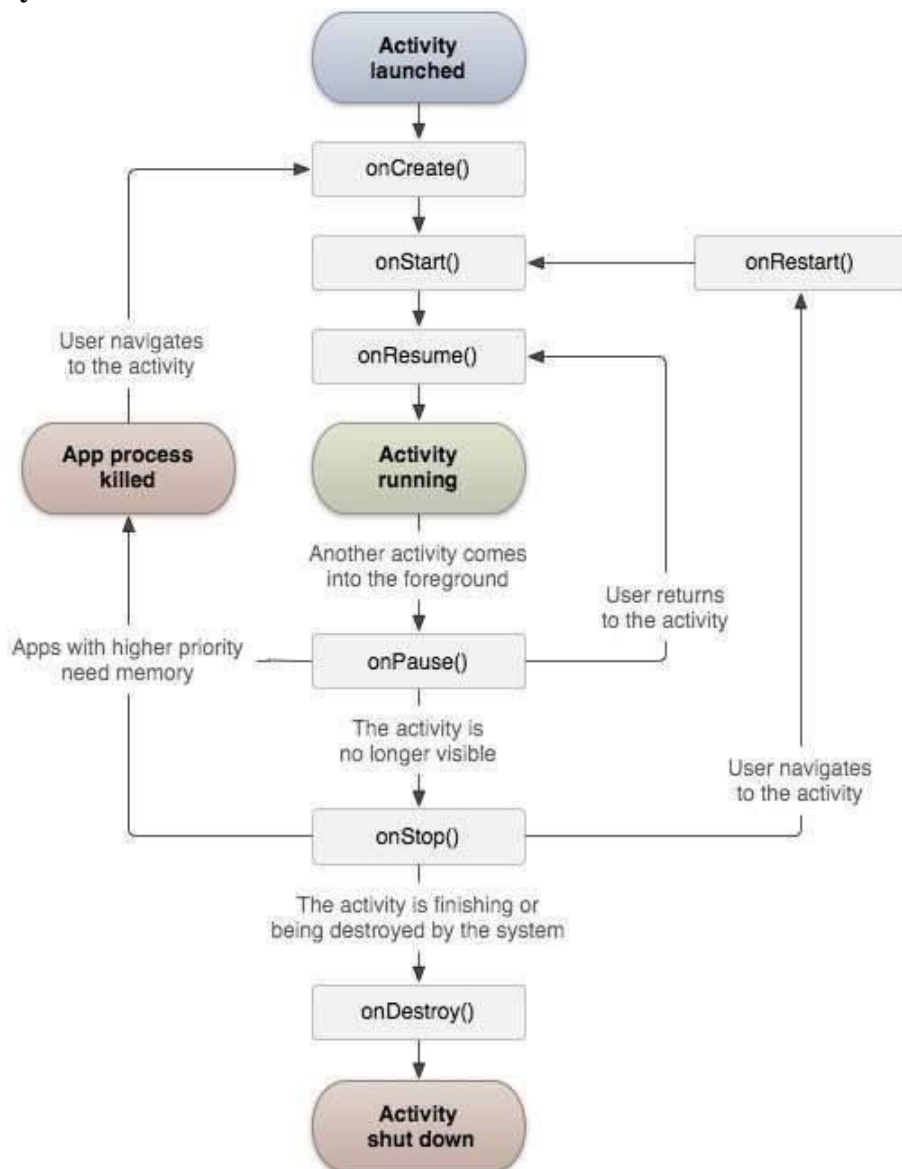 Activity
launched
onCreate()
onStart()
onRestart()
onResume()
User navigates
to the activity
App process
killed
Activity
running
Another activity comes
into the foreground
User returns
to the activity
Apps with higher priority
need memory
onPause()
The activity is
no longer visible
User navigates
to the activity
onStop()
The activity is finishing or
being destroyed by the system
onDestroy()
Activity
shut down